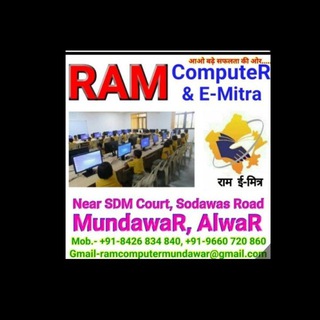 आओ बढ़े सफलता की ओर....
RAM ComputeR
& E-Mitra
राम ई-मित्र
Near SDM Court, Sodawas Road
MundawaR, AlwaR
Mob.- +91-8426 834 840, +91-9660 720 860
Gmail-ramcomputermundawar@gmail.com